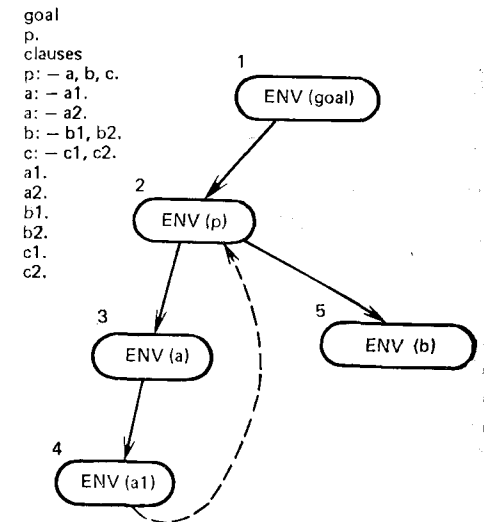 goal
p.
clauses
p: – a, b, c.
a: – a1.
a: – a2.
b: – b1, b2.
c: – c1, c2.
a1.
a2.
b1.
b2.
c1.
c2.
1
ENV (goal)
2
ENV (p)
3
ENV (a)
5
ENV (b)
4
ENV (a1)